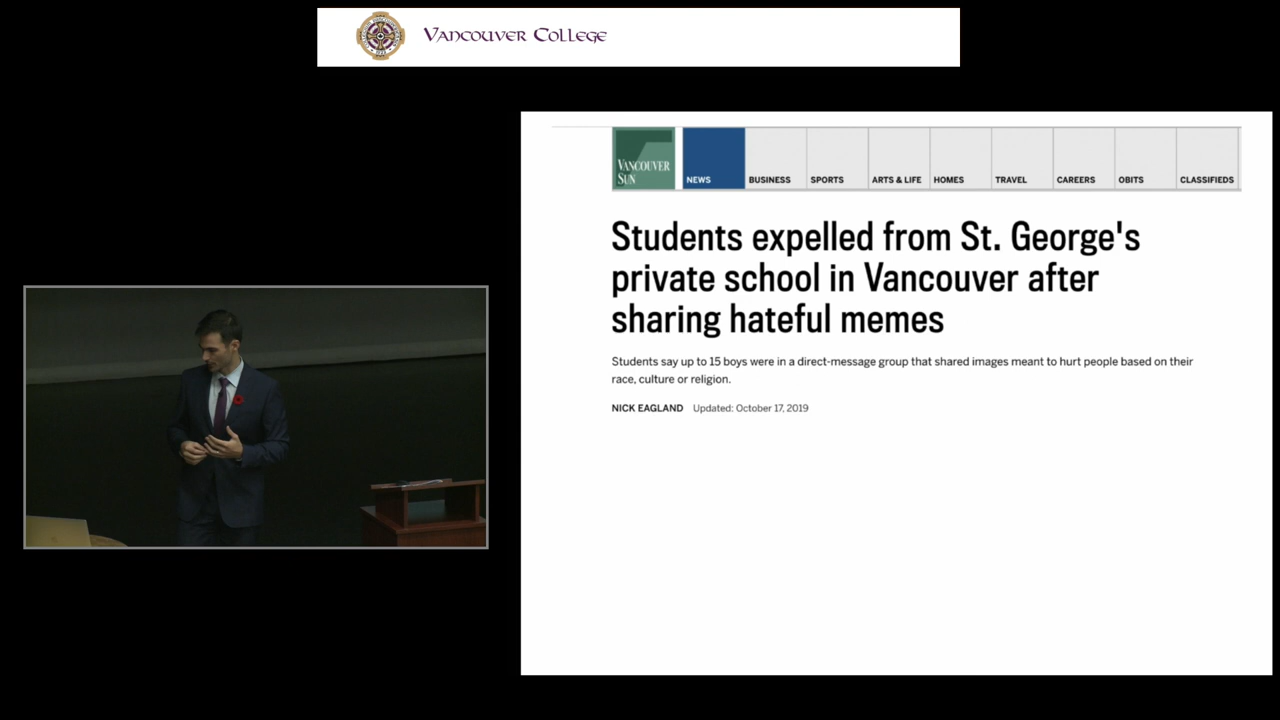 Vancouver College
VANCOUVER
SUN
NEWS
BUSINESS
SPORTS
ARTS & LIFE
HOMES
TRAVEL
CAREERS
OBITS
CLASSIFIEDS
Students expelled from St. George's
private school in Vancouver after
sharing hateful memes
Students say up to 15 boys were in a direct-message group that shared images meant to hurt people based on their
race, culture or religion.
NICK EAGLAND Updated: October 17, 2019